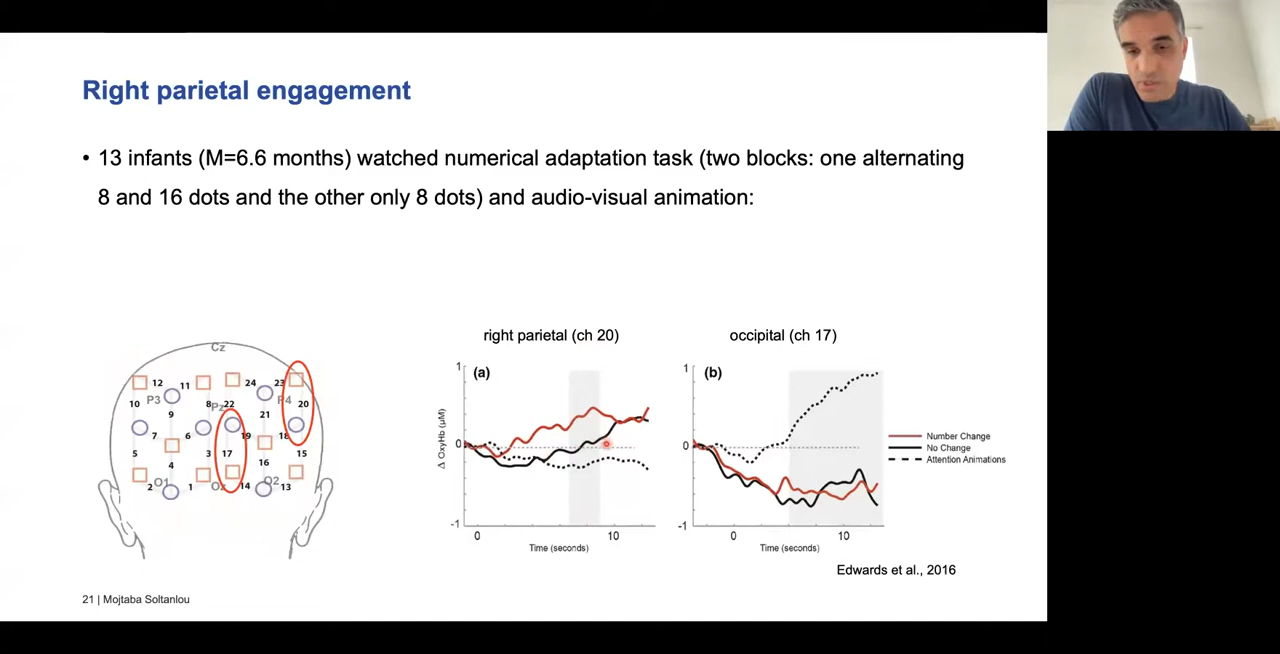 Right parietal engagement
• 13 infants (M=6.6 months) watched numerical adaptation task (two blocks: one alternating
8 and 16 dots and the other only 8 dots) and audio-visual animation:
right parietal (ch 20)
occipital (ch 17)
Cz
12 11 24 23
10 P3 9 8 Pz 22 21 P4 20
7 6 19 18
5 4 3 17 16 15
2 O1 1 Oz 14 O2 13
(a)
1
0
-1
Δ OxyHb (μM)
0 10
Time (seconds)
(b)
1
0
-1
0 10
Time (seconds)
Number Change
No Change
Attention Animations
Edwards et al., 2016
21 | Mojtaba Soltanlou